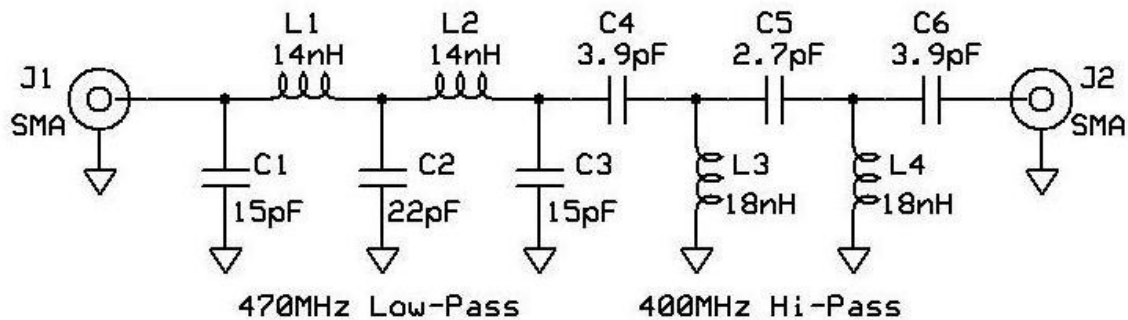 L1
14nH
L2
14nH
C4
3.9pF
C5
2.7pF
C6
3.9pF
J1
SMA
J2
SMA
C1
15pF
C2
22pF
C3
15pF
L3
18nH
L4
18nH
470MHz Low-Pass
400MHz Hi-Pass